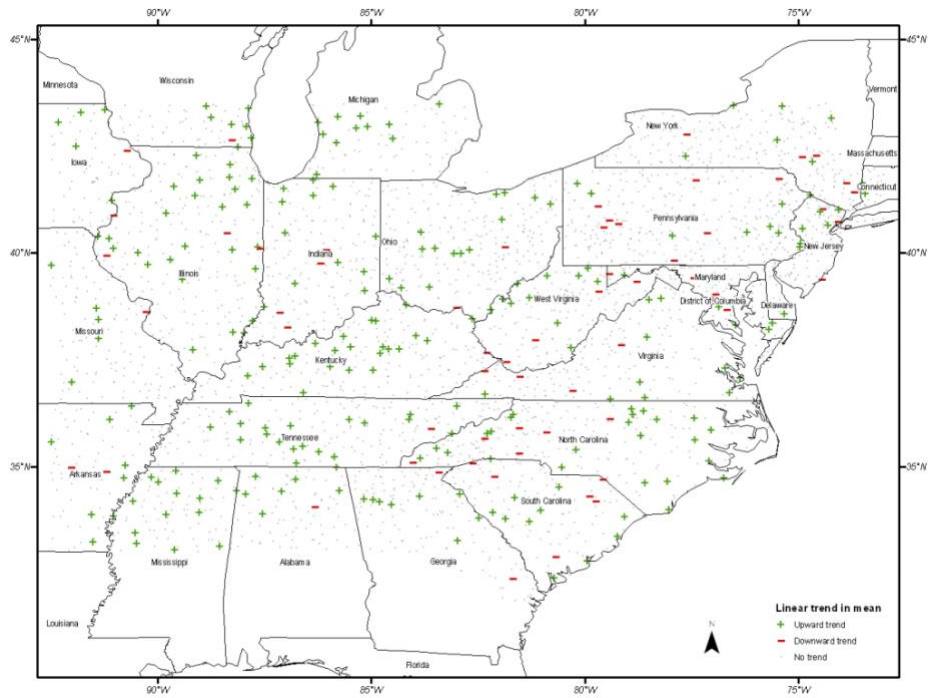 90°W 85°W 80°W 75°W
45°N 45°N
Minnesota
Wisconsin
Michigan
Vermont
New York
Massachusetts
Iowa
Connecticut
Pennsylvania
40°N Ohio New Jersey 40°N
Indiana
Illinois
Maryland
West Virginia
District of Columbia
Delaware
Missouri
Virginia
Kentucky
Tennessee
North Carolina
35°N 35°N
Arkansas
South Carolina
Mississippi
Alabama
Georgia
Louisiana
Florida
N
Linear trend in mean
Upward trend
Downward trend
No trend
90°W 85°W 80°W 75°W